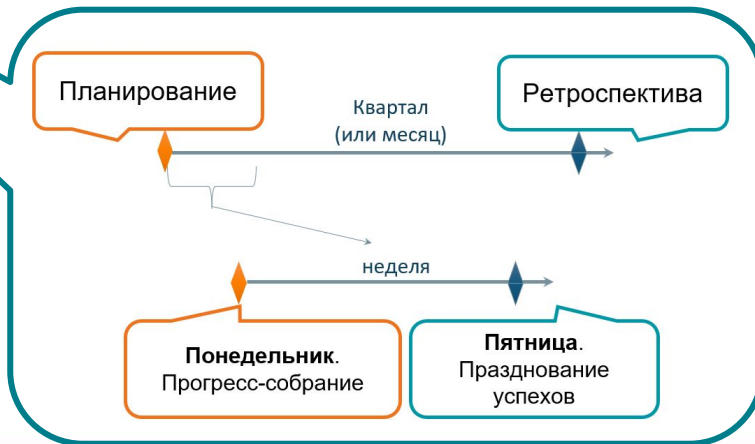 Планирование
Квартал
(или месяц)
Ретроспектива
неделя
Понедельник.
Прогресс-собрание
Пятница.
Празднование
успехов